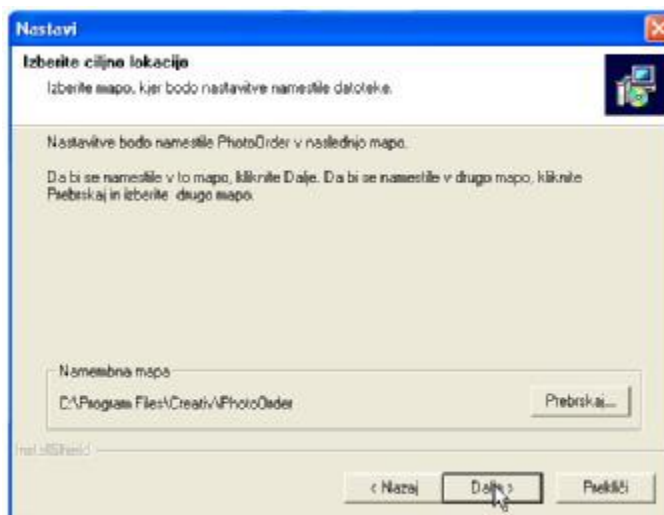 Nastavi
Izberite ciljno lokacijo
Izberite mapo, kjer bodo nastavitve namestile datoteke.
Nastavitve bodo namestile PhotoOrder v naslednjo mapo.
Da bi se namestile v to mapo, kliknite Dalje. Da bi se namestile v drugo mapo, kliknite
Prebrskaj in izberite drugo mapo.
Namembna mapa
C:\Program Files\Creativ\PhotoOrder
Prebrskaj...
InstallShield
< Nazaj
Dalje >
Prekliči